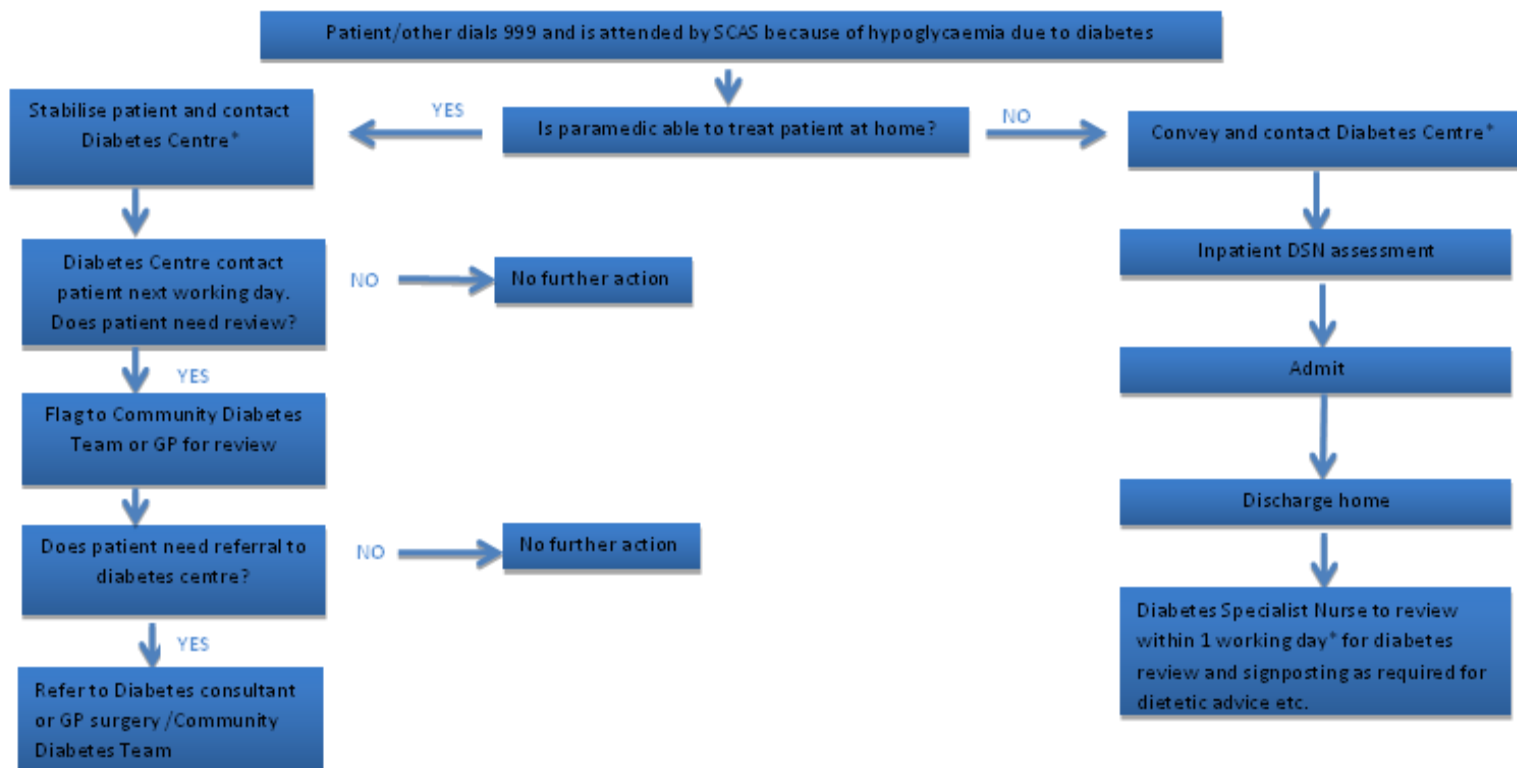 Patient/other dials 999 and is attended by SCAS because of hypoglycaemia due to diabetes
YES
Is paramedic able to treat patient at home?
NO
Stabilise patient and contact
Diabetes Centre*
Convey and contact Diabetes Centre*
Diabetes Centre contact
patient next working day.
Does patient need review?
NO
No further action
Inpatient DSN assessment
YES
Admit
Flag to Community Diabetes
Team or GP for review
Discharge home
Does patient need referral to
diabetes centre?
NO
No further action
YES
Diabetes Specialist Nurse to review
within 1 working day* for diabetes
review and signposting as required for
dietetic advice etc.
Refer to Diabetes consultant
or GP surgery /Community
Diabetes Team